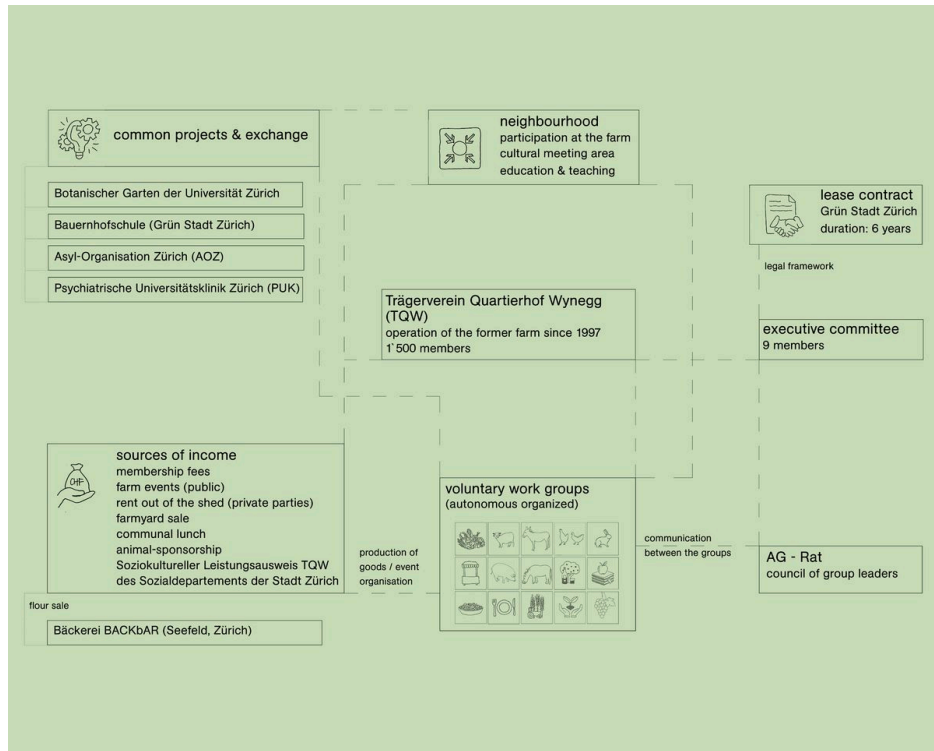 common projects & exchange
Botanischer Garten der Universität Zürich
Bauernhofschule (Grün Stadt Zürich)
Asyl-Organisation Zürich (AOZ)
Psychiatrische Universitätsklinik Zürich (PUK)
neighbourhood
participation at the farm
cultural meeting area
education & teaching
lease contract
Grün Stadt Zürich
duration: 6 years
legal framework
Trägerverein Quartierhof Wynegg
(TQW)
operation of the former farm since 1997
1`500 members
executive committee
9 members
CHF
sources of income
membership fees
farm events (public)
rent out of the shed (private parties)
farmyard sale
communal lunch
animal-sponsorship
Soziokultureller Leistungsausweis TQW
des Sozialdepartements der Stadt Zürich
flour sale
Bäckerei BACKbAR (Seefeld, Zürich)
production of
goods / event
organisation
voluntary work groups
(autonomous organized)
communication
between the groups
AG - Rat
council of group leaders